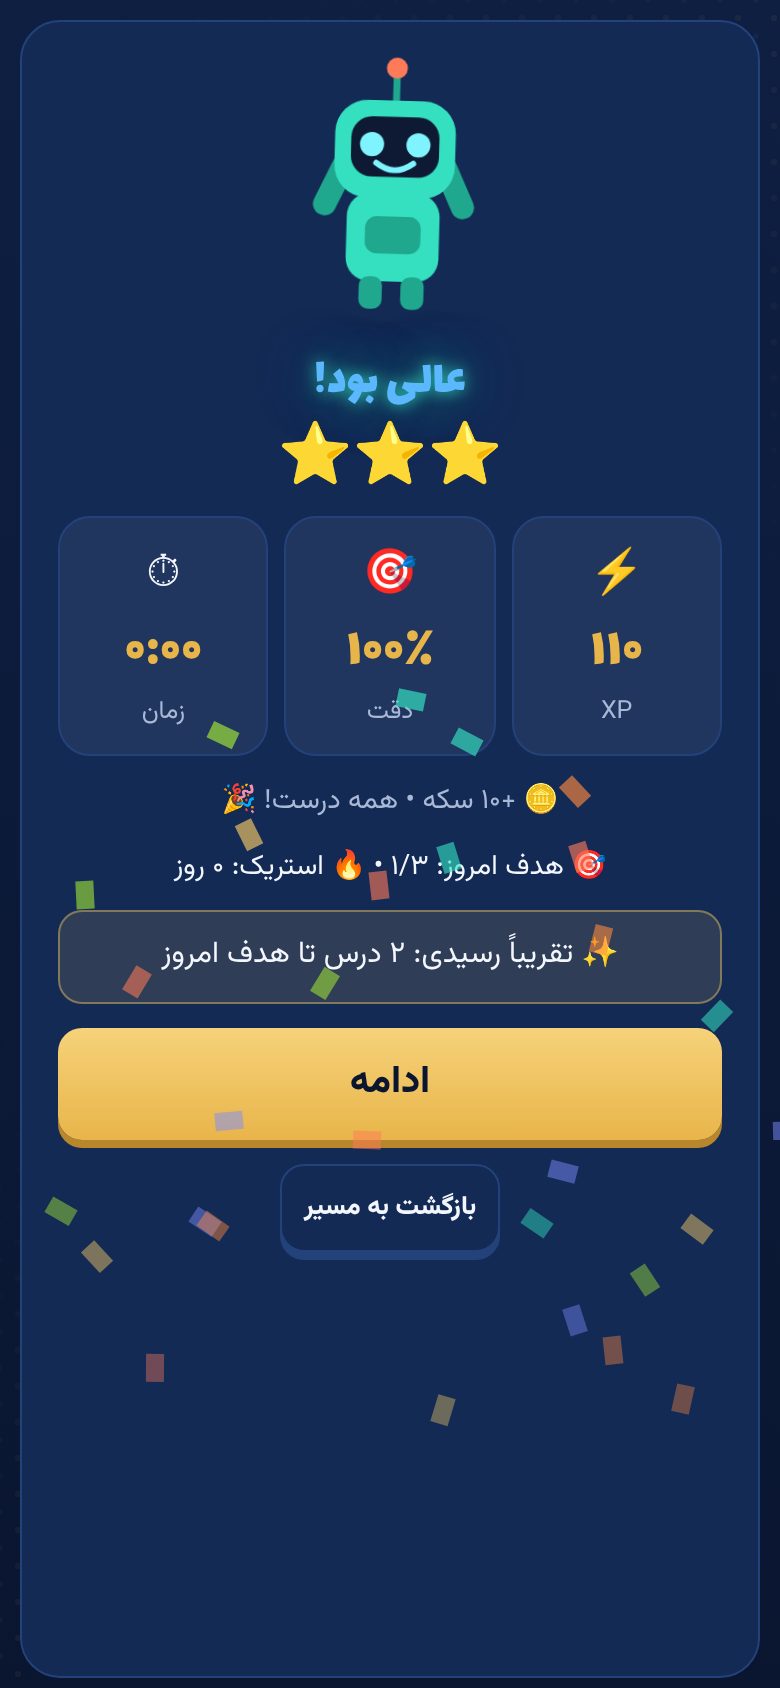 عالی بود!
⭐⭐⭐
⚡ 🎯 ⏱
۱۱۰ ۱۰۰٪ ۰:۰۰
XP دقت زمان
🪙 +۱۰ سکه • همه درست! 🎉
🎯 هدف امروز: ۱/۳ • 🔥 استریک: ۰ روز
✨ تقریباً رسیدی: ۲ درس تا هدف امروز
ادامه
بازگشت به مسیر